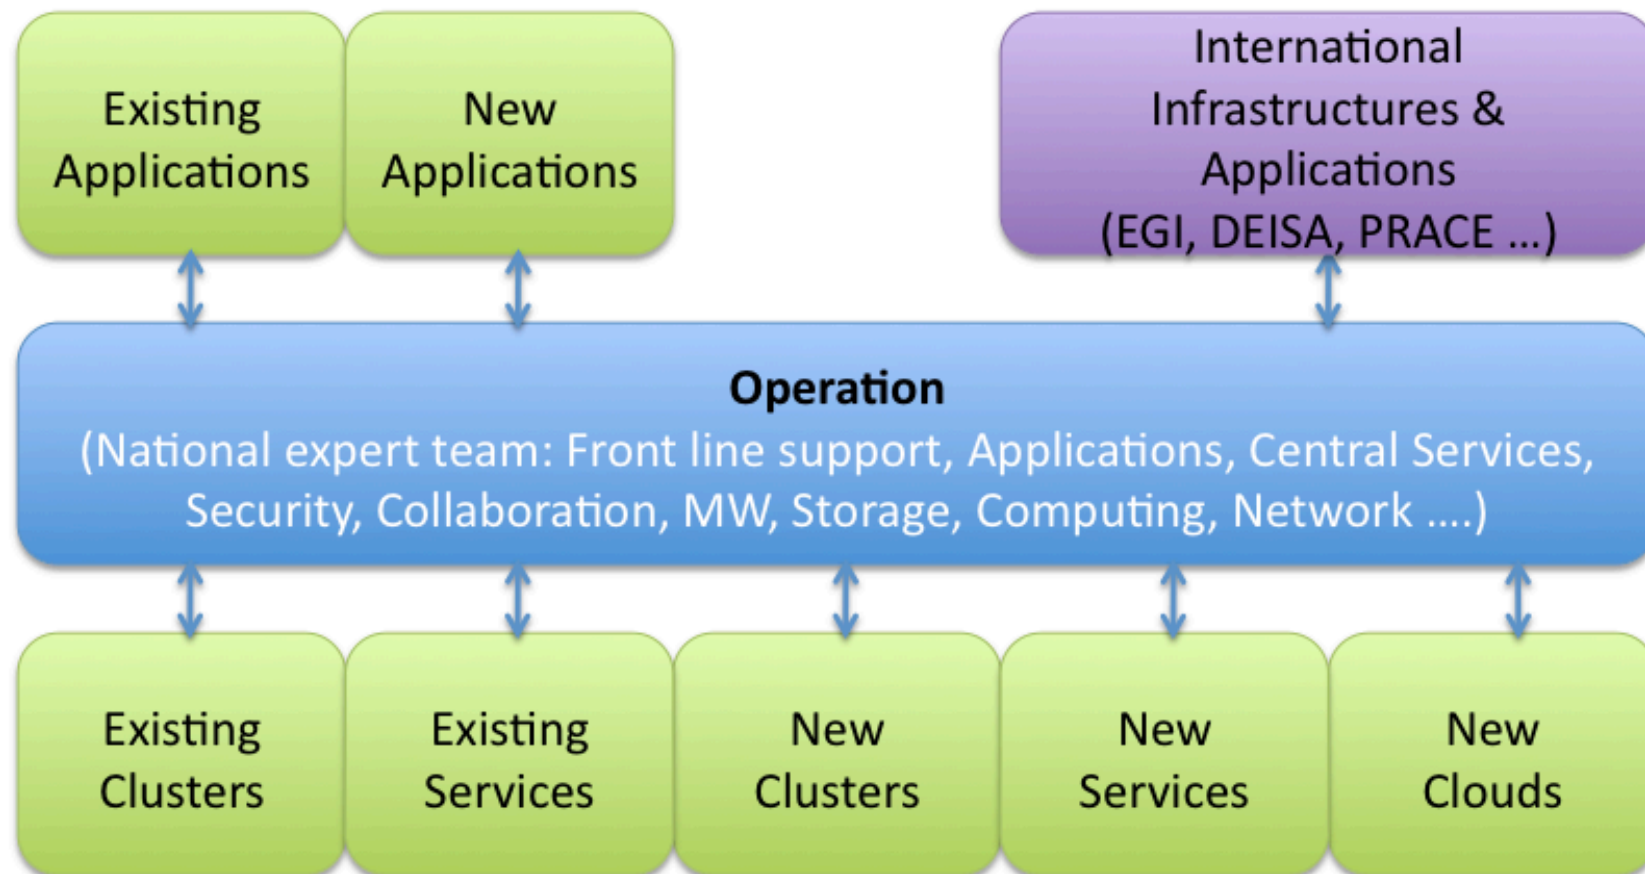 Existing
Applications
New
Applications
International
Infrastructures &
Applications
(EGI, DEISA, PRACE ...)
Operation
(National expert team: Front line support, Applications, Central Services,
Security, Collaboration, MW, Storage, Computing, Network ....)
Existing
Clusters
Existing
Services
New
Clusters
New
Services
New
Clouds